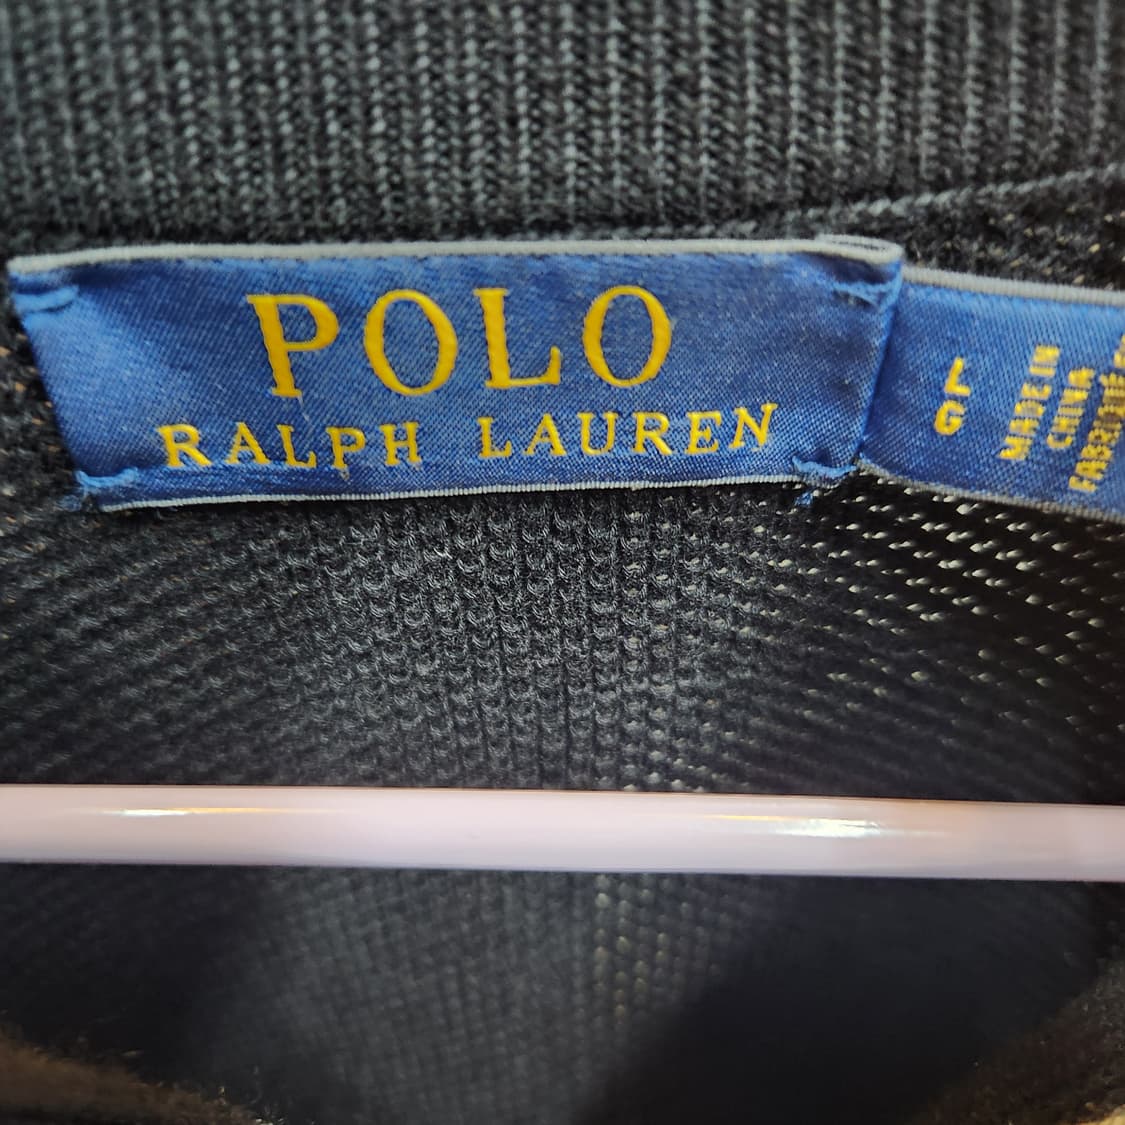 POLO
RALPH LAUREN
L
G
MADE IN
CHINA